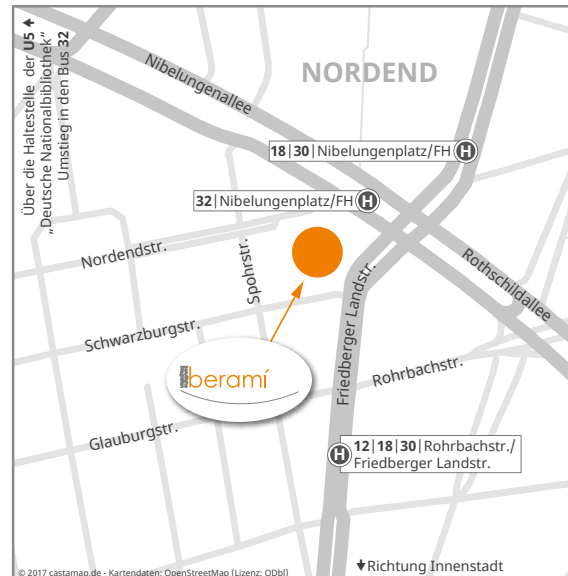 Über die Haltestelle der U5
„Deutsche Nationalbibliothek“
Umstieg in den Bus 32
Nibelungenallee
NORDEND
18|30|Nibelungenplatz/FH H
32|Nibelungenplatz/FH H
Nordendstr.
Spohrstr.
Rothschildallee
Schwarzburgstr.
Friedberger Landstr.
beramí
Rohrbachstr.
Glauburgstr.
H 12|18|30|Rohrbachstr./
Friedberger Landstr.
Richtung Innenstadt
© 2017 castamap.de - Kartendaten: OpenStreetMap (Lizenz: ODbl)